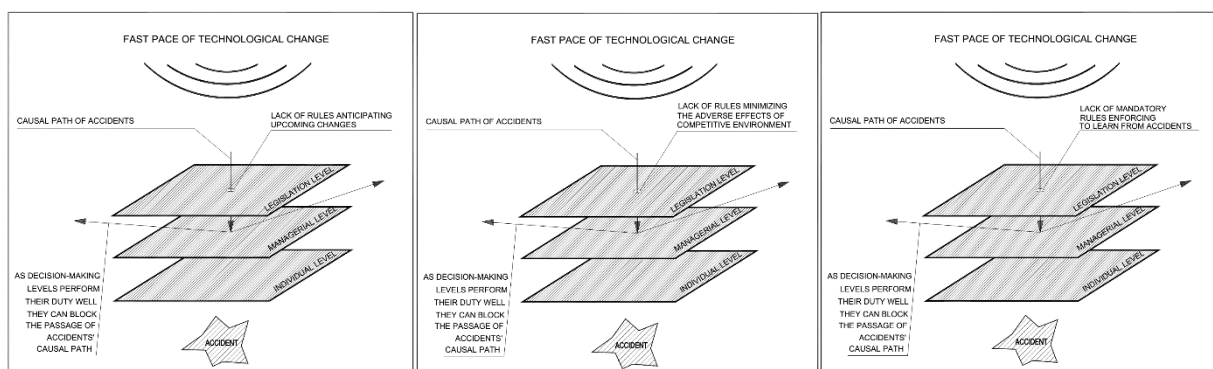 FAST PACE OF TECHNOLOGICAL CHANGE
CAUSAL PATH OF ACCIDENTS
LACK OF RULES ANTICIPATING
UPCOMING CHANGES
LEGISLATION LEVEL
MANAGERIAL LEVEL
INDIVIDUAL LEVEL
AS DECISION-MAKING
LEVELS PERFORM
THEIR DUTY WELL
THEY CAN BLOCK
THE PASSAGE OF
ACCIDENTS'
CAUSAL PATH
ACCIDENT
FAST PACE OF TECHNOLOGICAL CHANGE
CAUSAL PATH OF ACCIDENTS
LACK OF RULES MINIMIZING
THE ADVERSE EFFECTS OF
COMPETITIVE ENVIRONMENT
LEGISLATION LEVEL
MANAGERIAL LEVEL
INDIVIDUAL LEVEL
AS DECISION-MAKING
LEVELS PERFORM
THEIR DUTY WELL
THEY CAN BLOCK
THE PASSAGE OF
ACCIDENTS'
CAUSAL PATH
ACCIDENT
FAST PACE OF TECHNOLOGICAL CHANGE
CAUSAL PATH OF ACCIDENTS
LACK OF MANDATORY
RULES ENFORCING
TO LEARN FROM ACCIDENTS
LEGISLATION LEVEL
MANAGERIAL LEVEL
INDIVIDUAL LEVEL
AS DECISION-MAKING
LEVELS PERFORM
THEIR DUTY WELL
THEY CAN BLOCK
THE PASSAGE OF
ACCIDENTS'
CAUSAL PATH
ACCIDENT